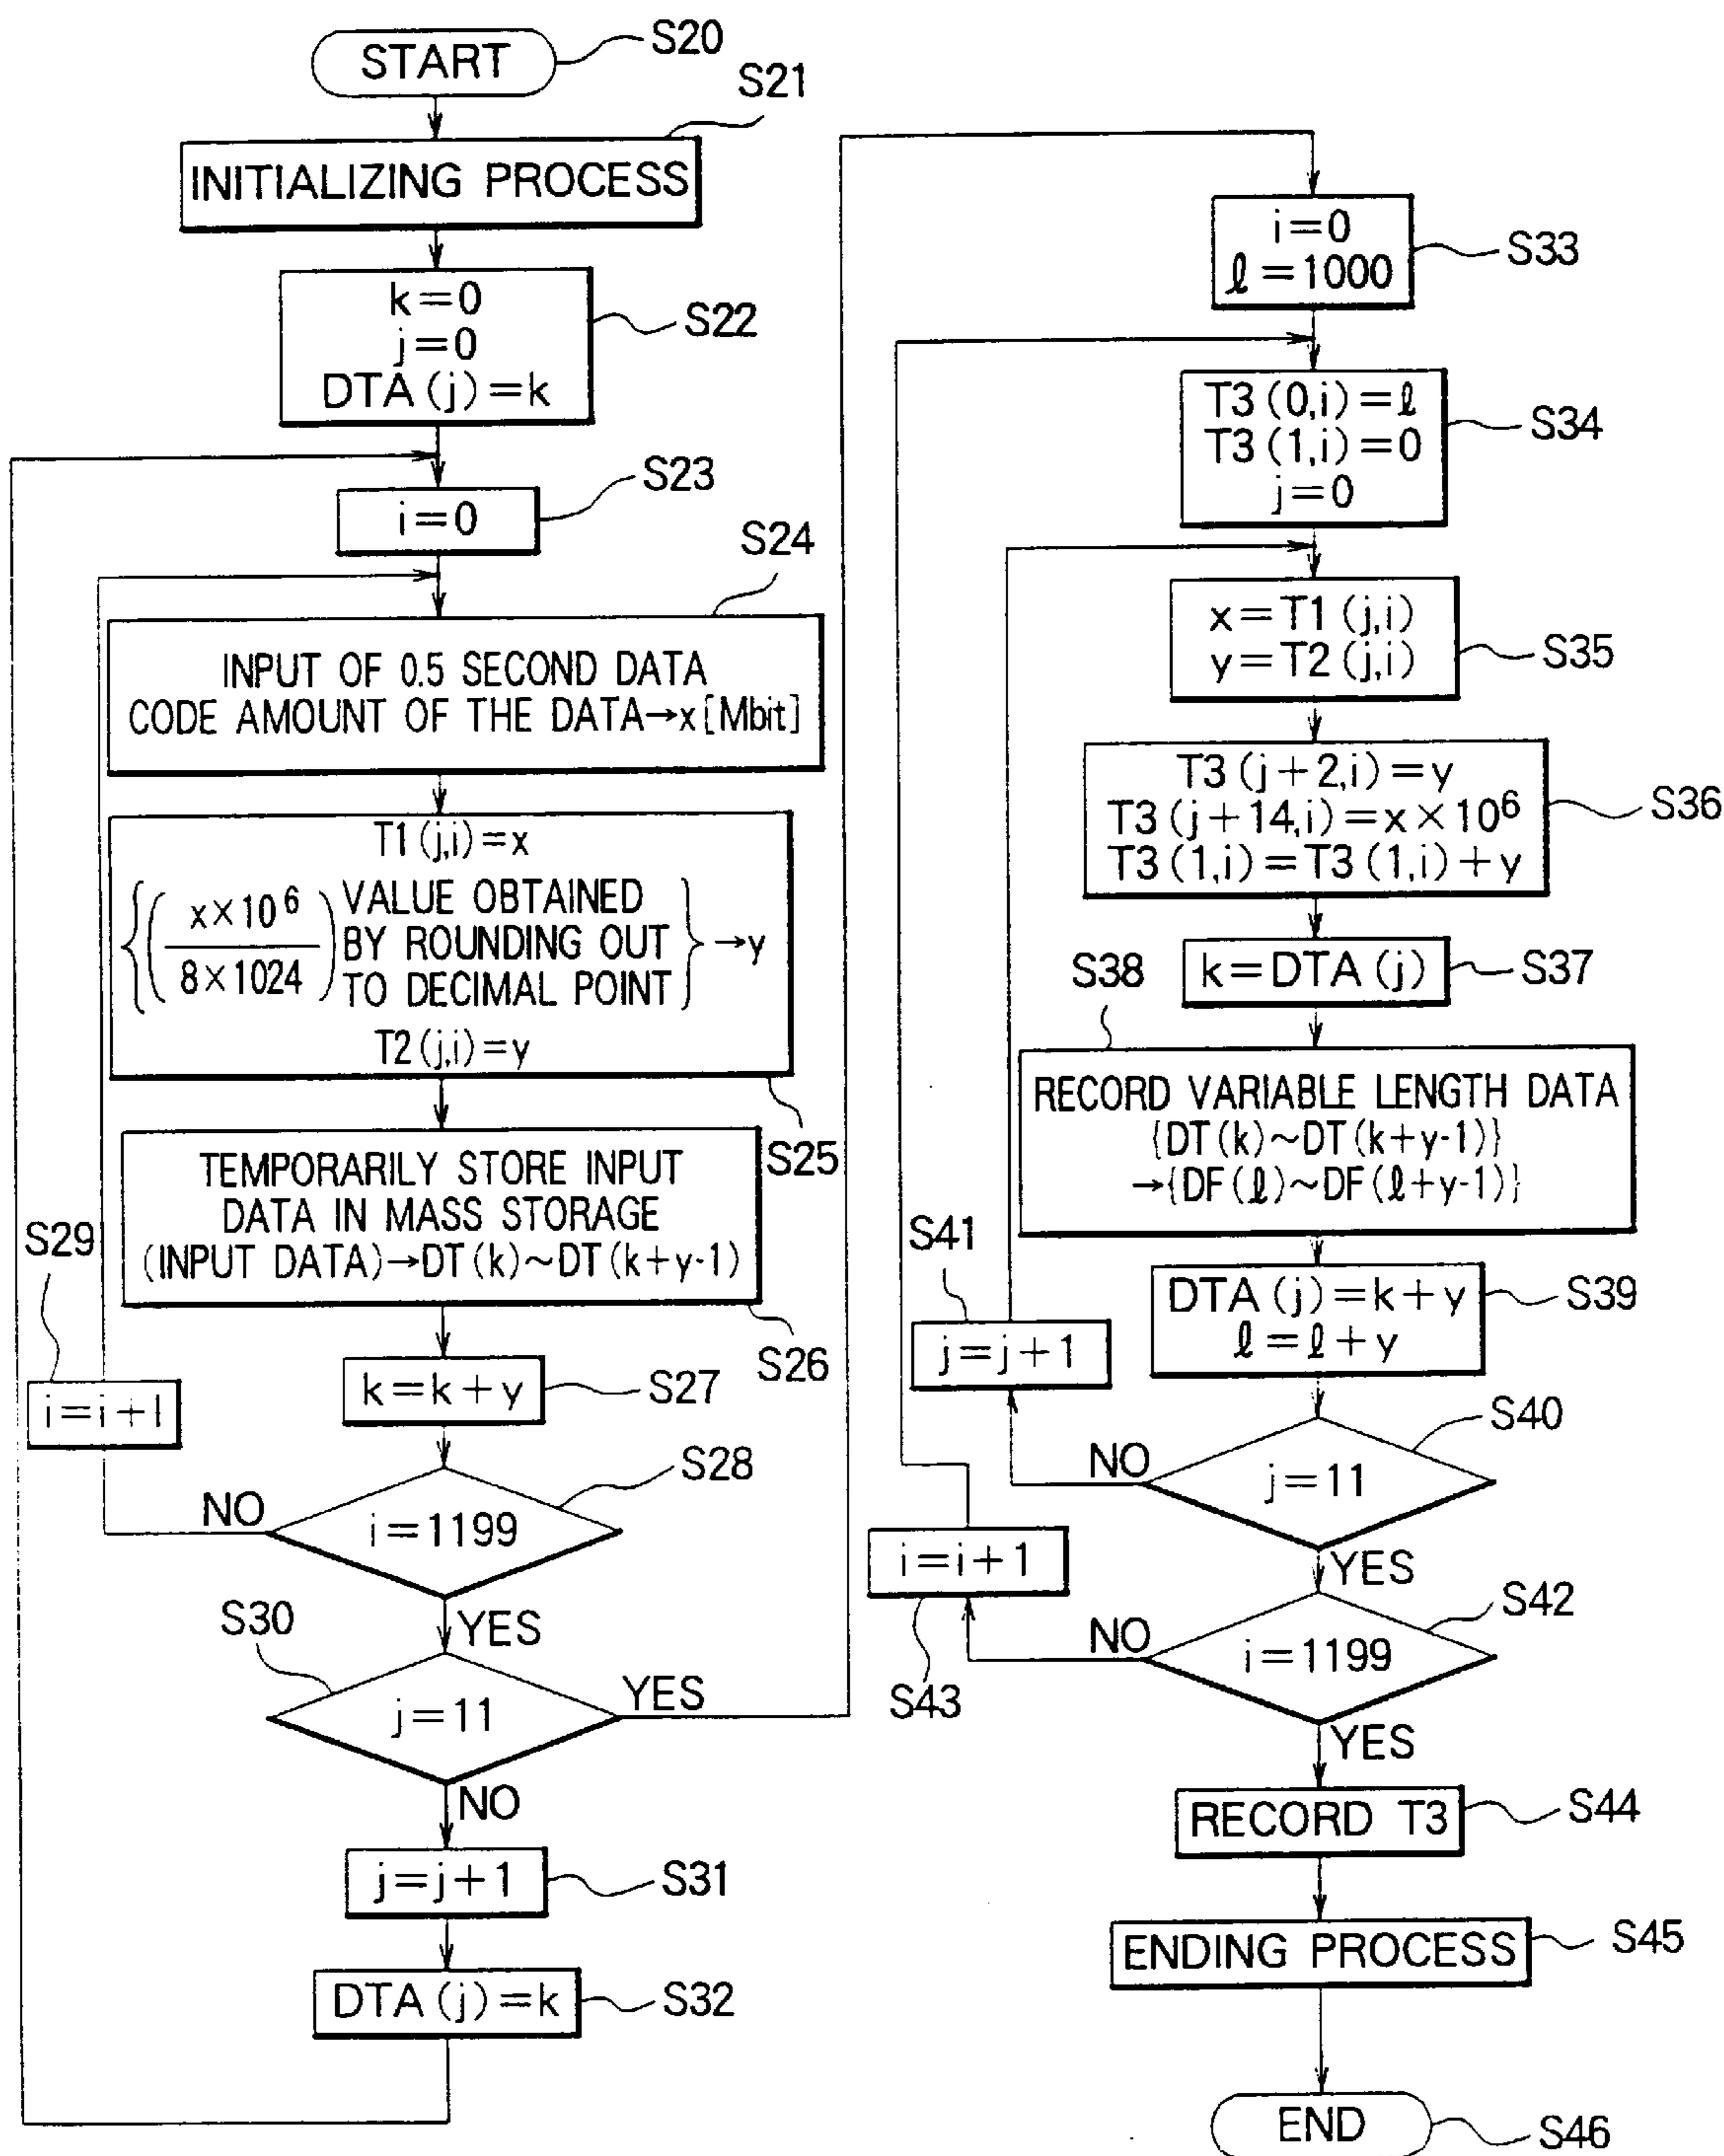 START
S20
S21
INITIALIZING PROCESS
k=0
j=0
DTA(j)=k
S22
i=0
S23
S24
INPUT OF 0.5 SECOND DATA
CODE AMOUNT OF THE DATA→x[Mbit]
T1(j,i)=x
{(x×10⁶/8×1024) VALUE OBTAINED
BY ROUNDING OUT
TO DECIMAL POINT} →y
T2(j,i)=y
S25
TEMPORARILY STORE INPUT
DATA IN MASS STORAGE
(INPUT DATA)→DT(k)~DT(k+y-1)
S26
S29
i=i+1
k=k+y
S27
S28
NO
i=1199
YES
S30
j=11
YES
NO
j=j+1
S31
DTA(j)=k
S32
i=0
ℓ=1000
S33
T3(0,i)=ℓ
T3(1,i)=0
j=0
S34
x=T1(j,i)
y=T2(j,i)
S35
T3(j+2,i)=y
T3(j+14,i)=x×10⁶
T3(1,i)=T3(1,i)+y
S36
k=DTA(j)
S37
S38
RECORD VARIABLE LENGTH DATA
{DT(k)~DT(k+y-1)}
→{DF(ℓ)~DF(ℓ+y-1)}
S41
j=j+1
DTA(j)=k+y
ℓ=ℓ+y
S39
S40
NO
j=11
YES
i=i+1
S43
S42
NO
i=1199
YES
RECORD T3
S44
ENDING PROCESS
S45
END
S46